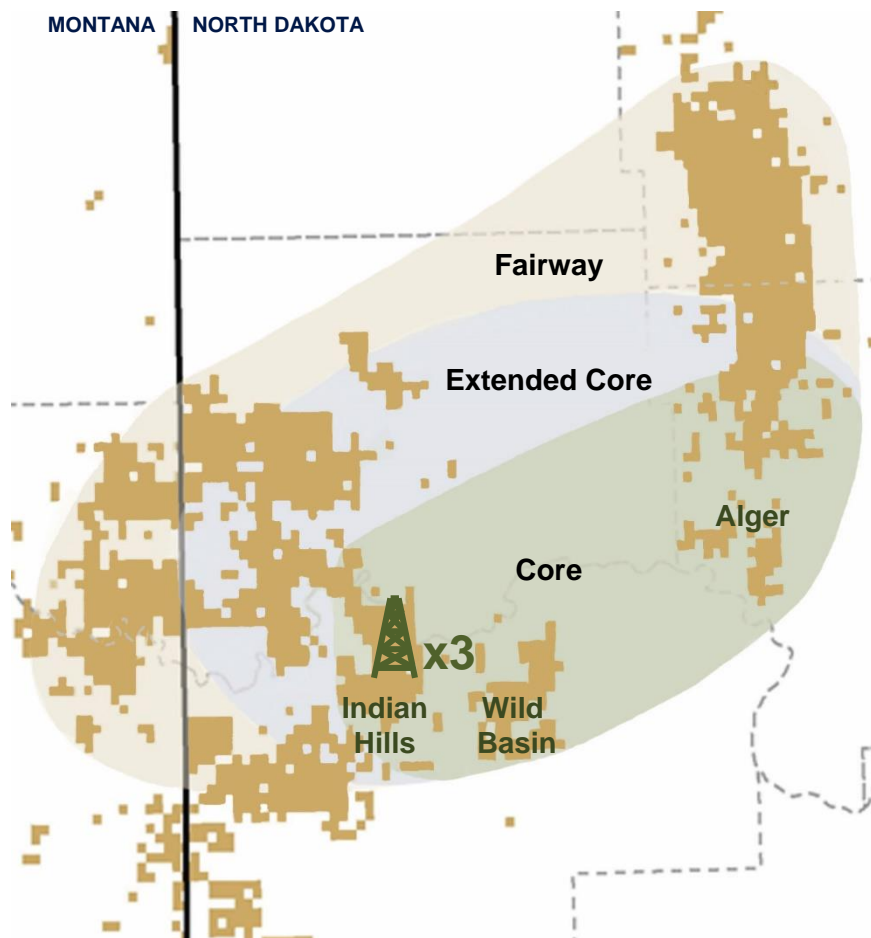 MONTANA NORTH DAKOTA
Fairway
Extended Core
Alger
Core
x3
Indian
Hills
Wild
Basin